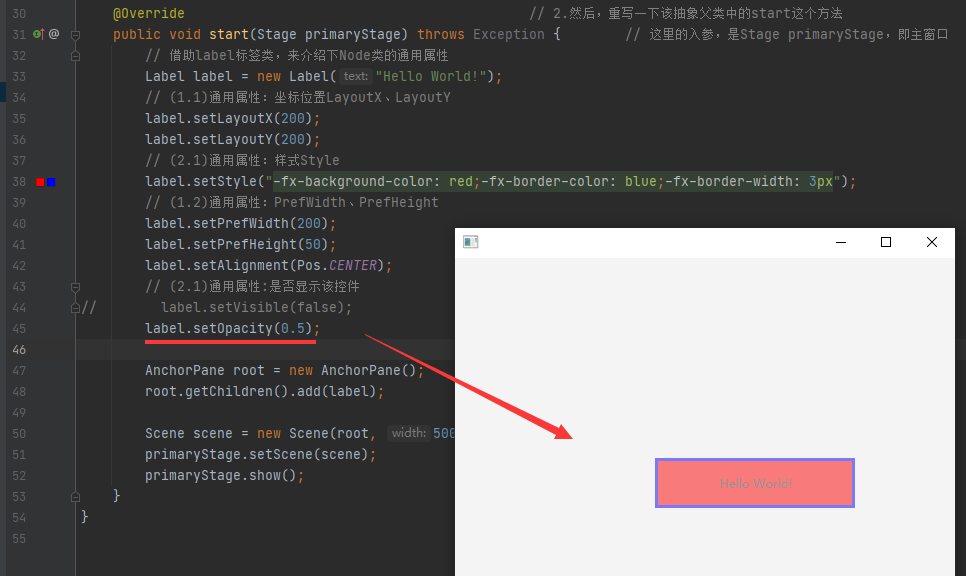 30 @Override // 2.然后，重写一下该抽象父类中的start这个方法
31 @ public void start(Stage primaryStage) throws Exception { // 这里的入参，是Stage primaryStage，即主窗口
32 // 借助label标签类，来介绍下Node类的通用属性
33 Label label = new Label( text: "Hello World!");
34 // (1.1)通用属性：坐标位置LayoutX、LayoutY
35 label.setLayoutX(200);
36 label.setLayoutY(200);
37 // (2.1)通用属性：样式Style
38 label.setStyle("-fx-background-color: red;-fx-border-color: blue;-fx-border-width: 3px");
39 // (1.2)通用属性：PrefWidth、PrefHeight
40 label.setPrefWidth(200);
41 label.setPrefHeight(50);
42 label.setAlignment(Pos.CENTER);
43 // (2.1)通用属性:是否显示该控件
44 // label.setVisible(false);
45 label.setOpacity(0.5);
46
47 AnchorPane root = new AnchorPane();
48 root.getChildren().add(label);
49
50 Scene scene = new Scene(root, width: 500
51 primaryStage.setScene(scene);
52 primaryStage.show();
53 }
54 }
55
Hello World!